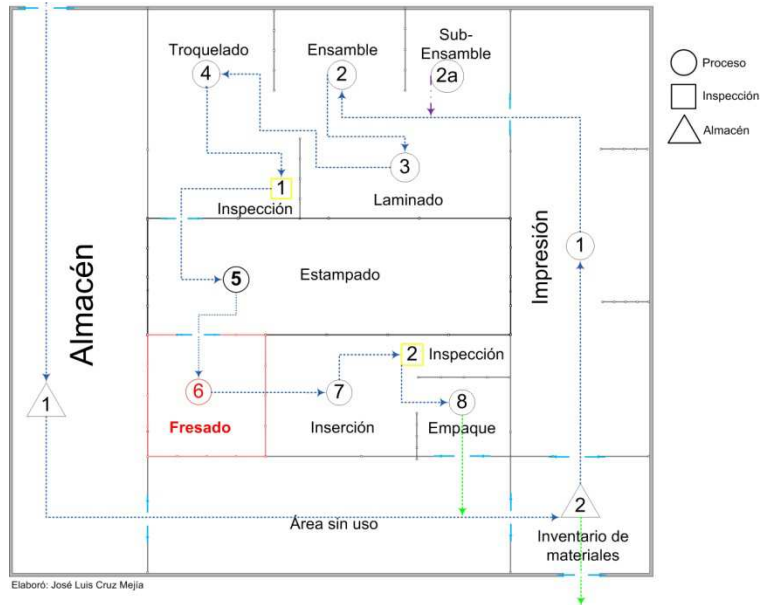 Troquelado
Ensamble
Sub-
Ensamble
4
2
2a
Proceso
Inspección
Almacén
3
1
Inspección
Laminado
Almacén
Impresión
1
5
Estampado
2
Inspección
6
7
8
1
Fresado
Inserción
Empaque
2
Área sin uso
Inventario de
materiales
Elaboró: José Luis Cruz Mejía